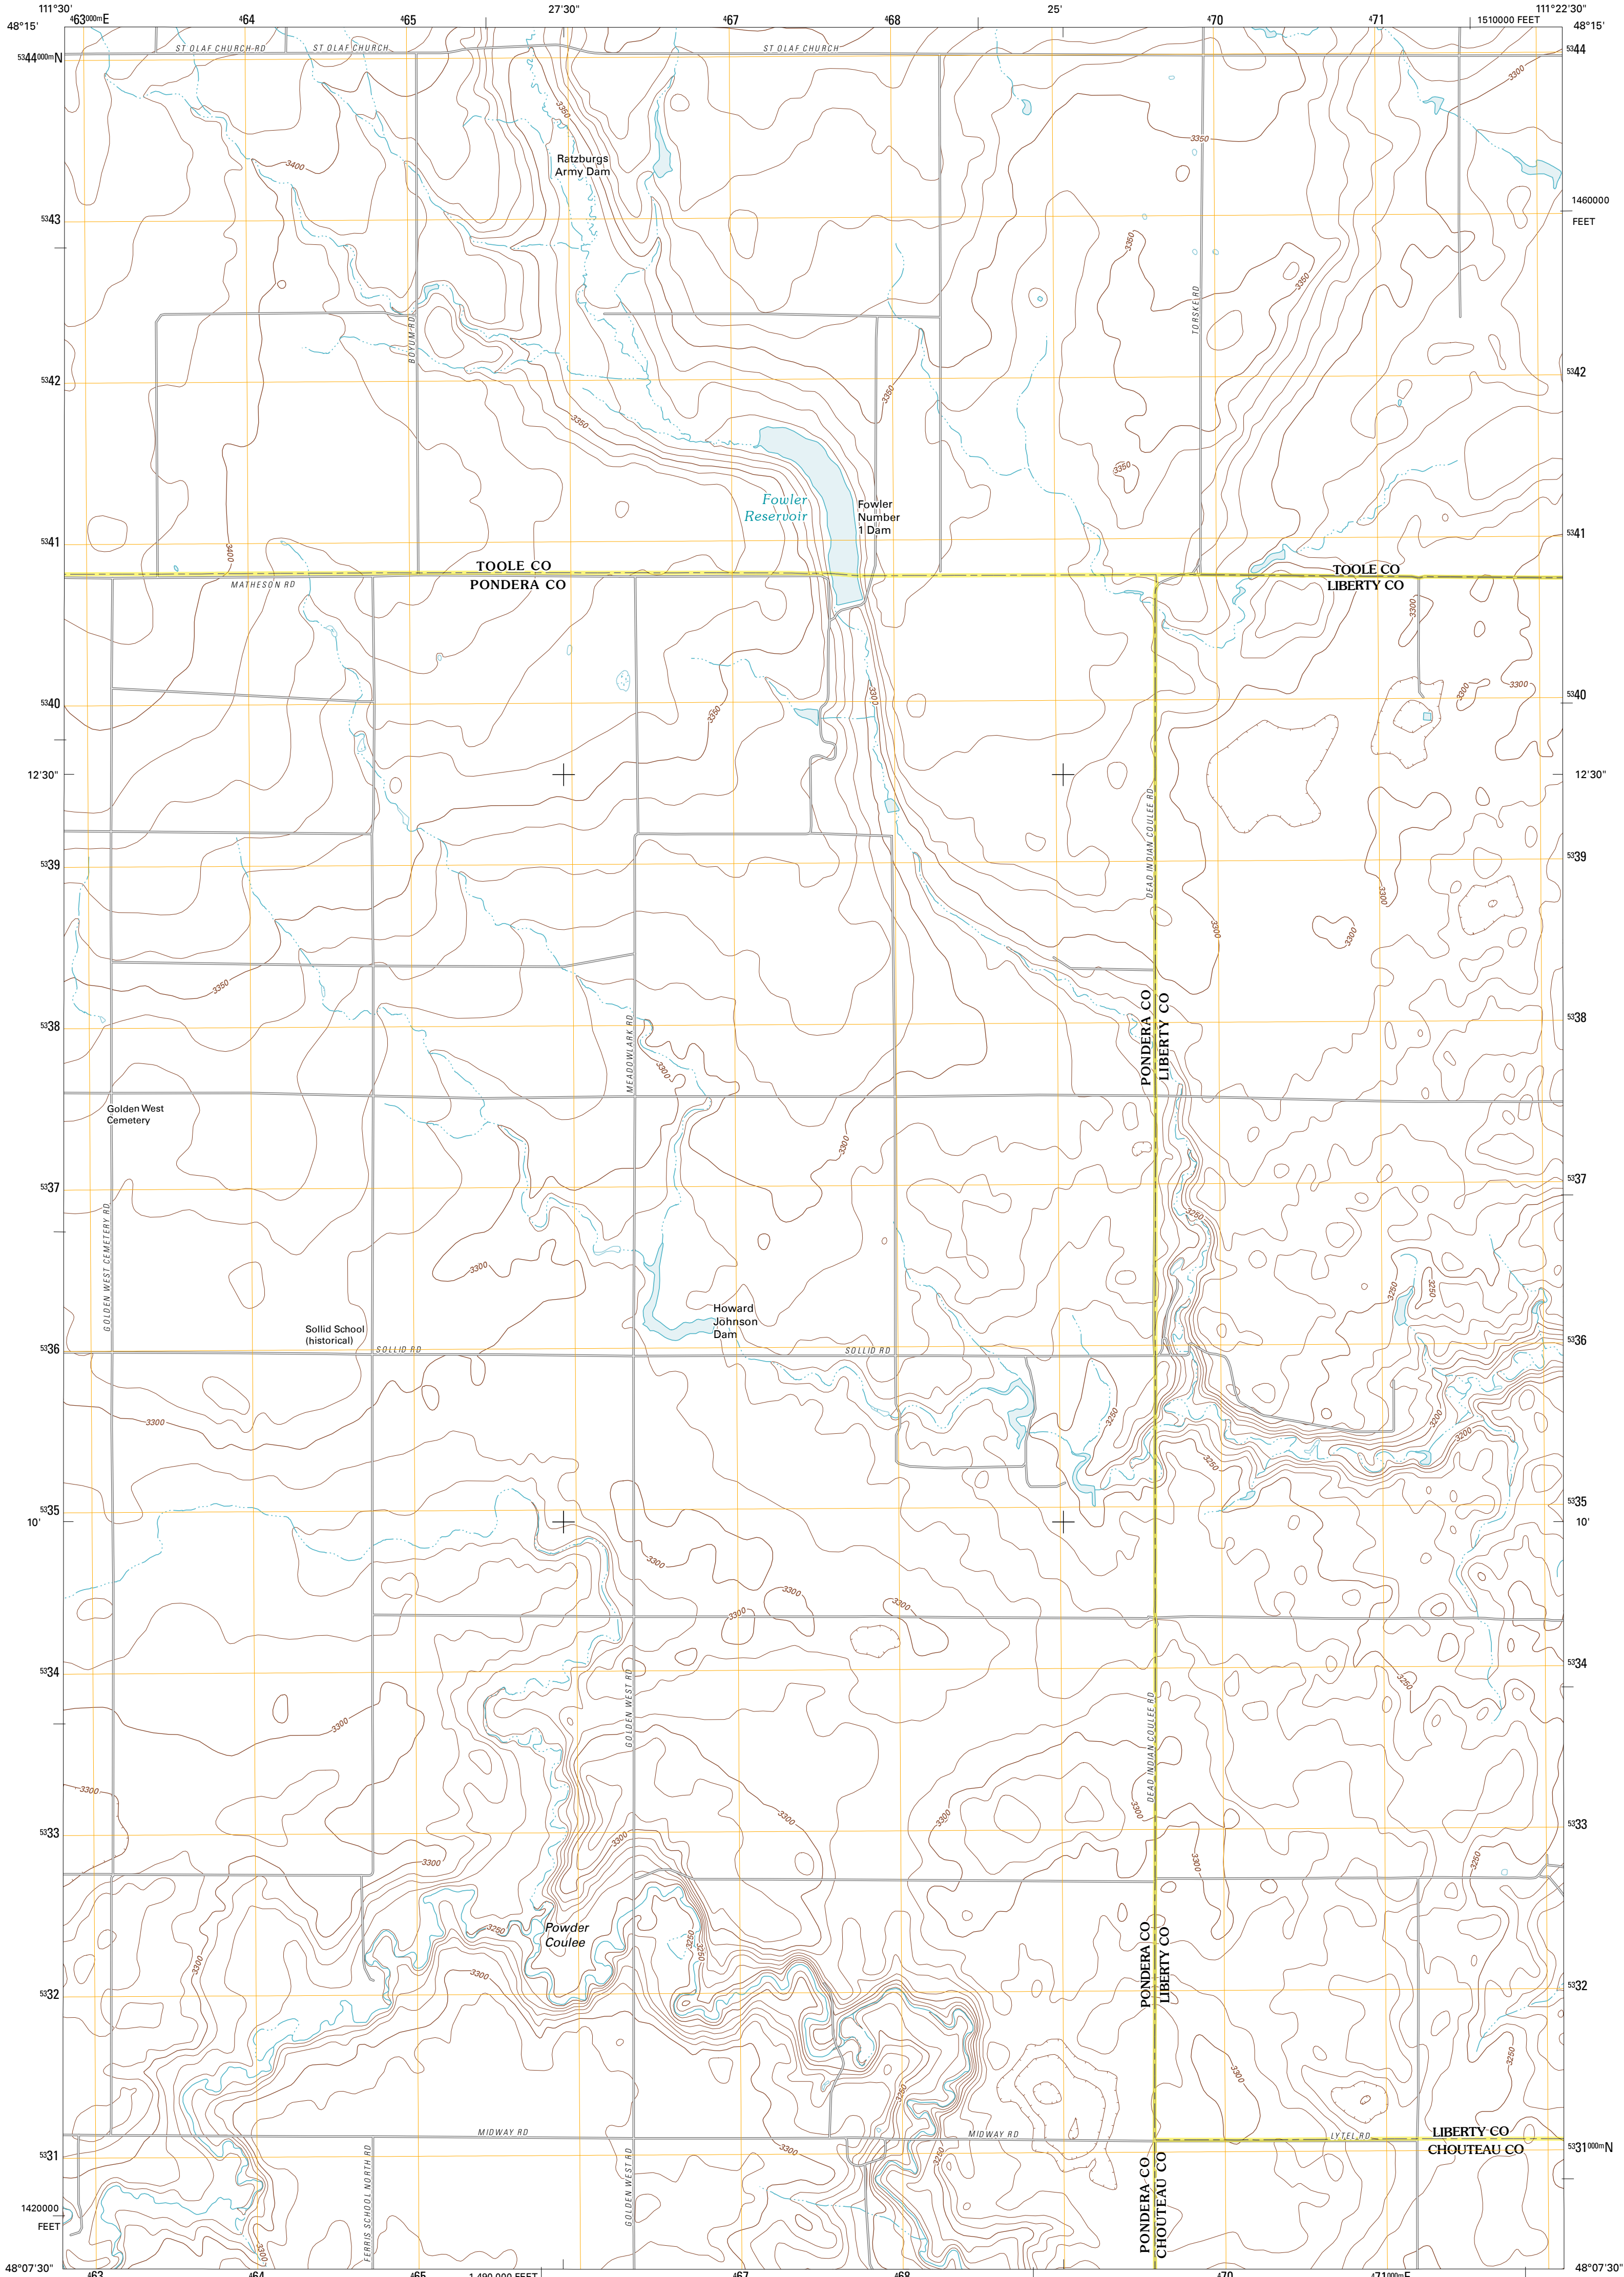 111°30'
⁴63⁰⁰⁰ᵐE
⁴64
⁴65
27'30"
⁴67
⁴68
25'
⁴70
⁴71
1510000 FEET
111°22'30"
48°15'
48°15'
ST OLAF CHURCH RD
ST OLAF CHURCH
ST OLAF CHURCH
⁵³44⁰⁰⁰ᵐN
⁵³44
3300
3350
3350
Ratzburgs
Army Dam
3400
1460000
FEET
⁵³43
3350
3350
TORSKE RD
BOYUM RD
⁵³42
⁵³42
3350
3350
3350
Fowler
Reservoir
Fowler
Number
1 Dam
⁵³41
⁵³41
3400
TOOLE CO
PONDERA CO
TOOLE CO
LIBERTY CO
MATHESON RD
3300
⁵³40
⁵³40
3300
3300
3300
3350
12'30"
12'30"
DEAD INDIAN COULEE RD
⁵³39
⁵³39
3300
3300
3300
3350
PONDERA CO
LIBERTY CO
⁵³38
⁵³38
MEADOWLARK RD
3300
Golden West
Cemetery
3300
⁵³37
⁵³37
3250
GOLDEN WEST CEMETERY RD
3300
3250
3250
Howard
Johnson
Dam
Sollid School
(historical)
⁵³36
⁵³36
SOLLID RD
SOLLID RD
3300
3250
3200
3200
3250
⁵³35
⁵³35
10'
10'
3300
3300
3300
3300
⁵³34
⁵³34
3250
GOLDEN WEST RD
DEAD INDIAN COULEE RD
3300
3300
3300
3300
3300
⁵³33
⁵³33
3300
3300
3300
3250
Powder
Coulee
3250
3250
3250
PONDERA CO
LIBERTY CO
3300
3300
⁵³32
⁵³32
3250
3300
3250
MIDWAY RD
MIDWAY RD
LYTEL RD
LIBERTY CO
CHOUTEAU CO
⁵³31
⁵³31⁰⁰⁰ᵐN
3300
3250
FERRIS SCHOOL NORTH RD
GOLDEN WEST RD
PONDERA CO
CHOUTEAU CO
1420000
FEET
3300
48°07'30"
48°07'30"
⁴63
⁴64
⁴65
1 490 000 FEET
⁴67
⁴68
⁴70
⁴71⁰⁰⁰ᵐE